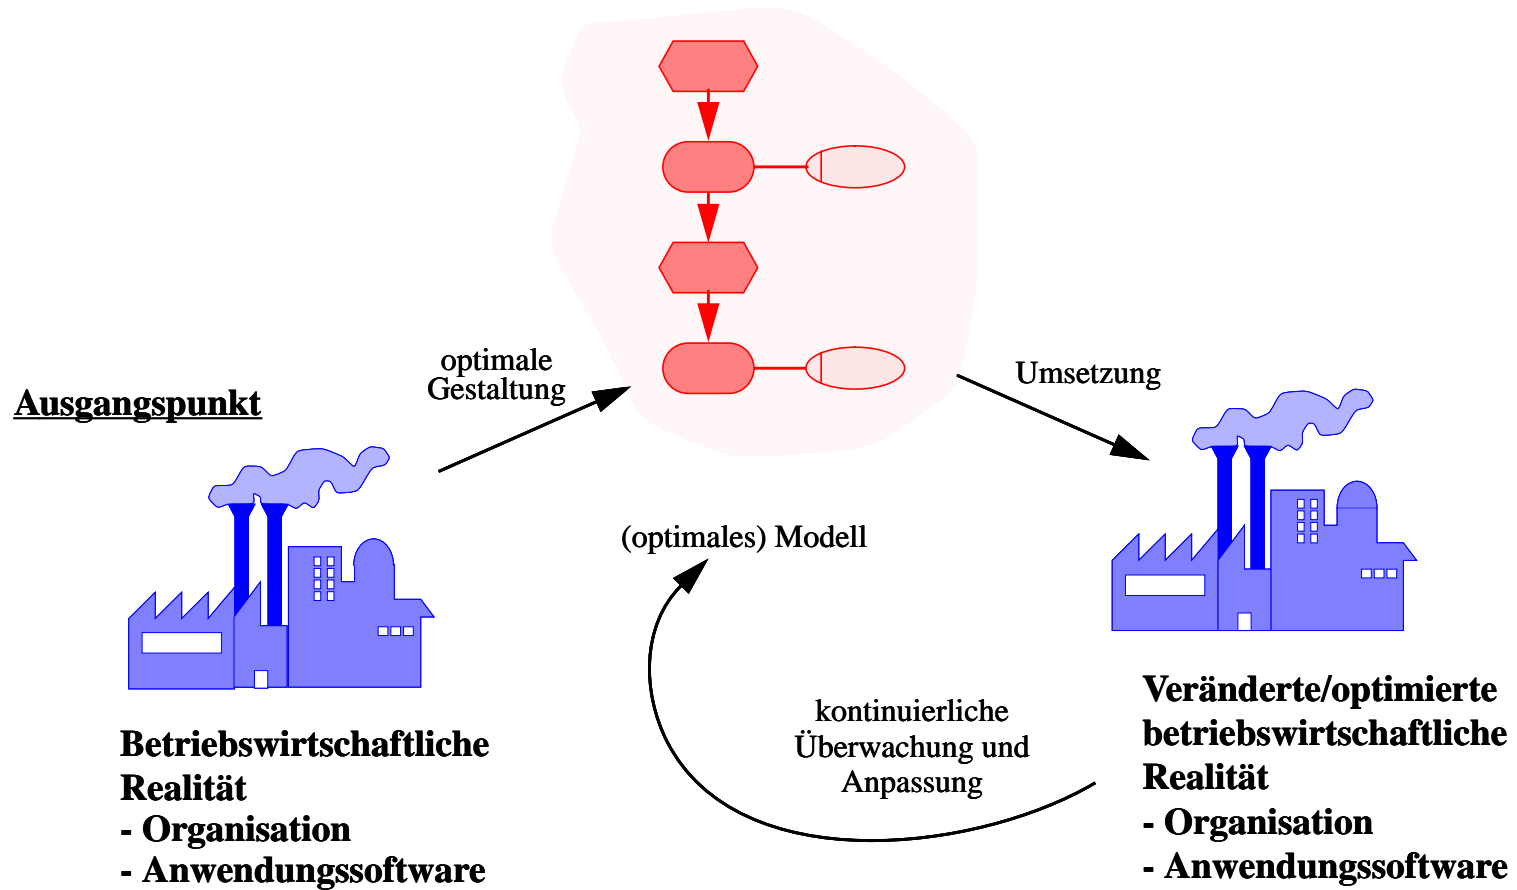 Ausgangspunkt
optimale
Gestaltung
Umsetzung
(optimales) Modell
kontinuierliche
Überwachung und
Anpassung
Betriebswirtschaftliche
Realität
- Organisation
- Anwendungssoftware
Veränderte/optimierte
betriebswirtschaftliche
Realität
- Organisation
- Anwendungssoftware